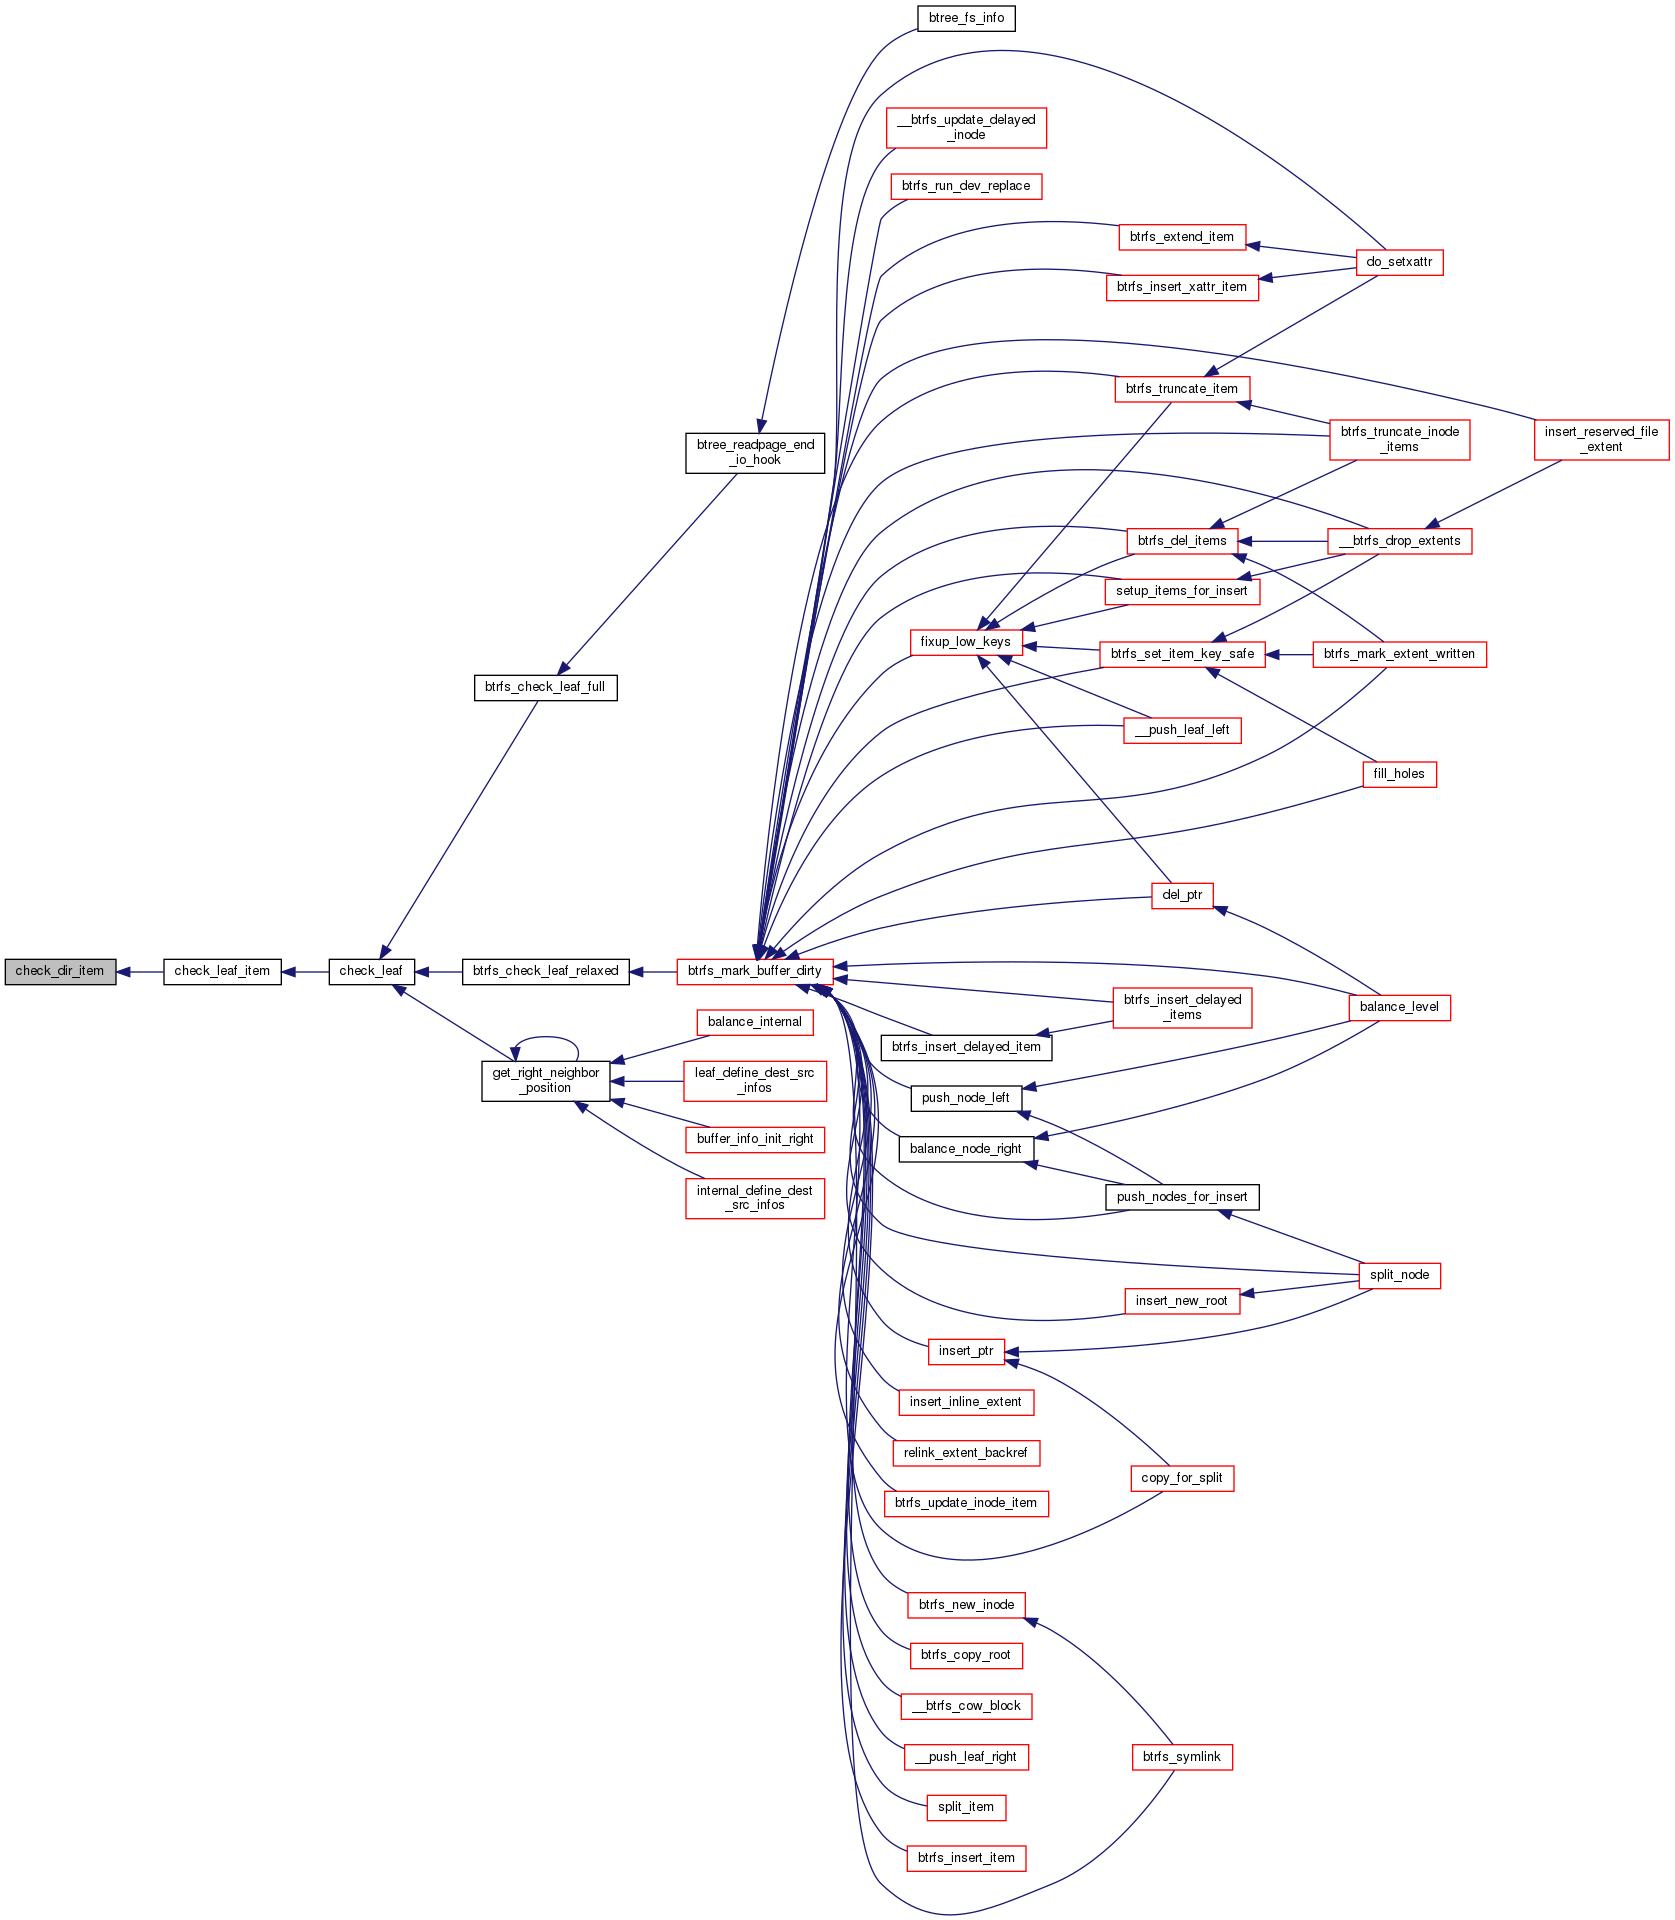 btree_fs_info
__btrfs_update_delayed
_inode
btrfs_run_dev_replace
btrfs_extend_item
do_setxattr
btrfs_insert_xattr_item
btrfs_truncate_item
btrfs_truncate_inode
_items
insert_reserved_file
_extent
btree_readpage_end
_io_hook
btrfs_del_items
__btrfs_drop_extents
setup_items_for_insert
fixup_low_keys
btrfs_set_item_key_safe
btrfs_mark_extent_written
btrfs_check_leaf_full
__push_leaf_left
fill_holes
del_ptr
check_dir_item
check_leaf_item
check_leaf
btrfs_check_leaf_relaxed
btrfs_mark_buffer_dirty
btrfs_insert_delayed
_items
balance_level
balance_internal
btrfs_insert_delayed_item
get_right_neighbor
_position
leaf_define_dest_src
_infos
push_node_left
buffer_info_init_right
balance_node_right
internal_define_dest
_src_infos
push_nodes_for_insert
split_node
insert_new_root
insert_ptr
insert_inline_extent
relink_extent_backref
copy_for_split
btrfs_update_inode_item
btrfs_new_inode
btrfs_copy_root
__btrfs_cow_block
__push_leaf_right
btrfs_symlink
split_item
btrfs_insert_item